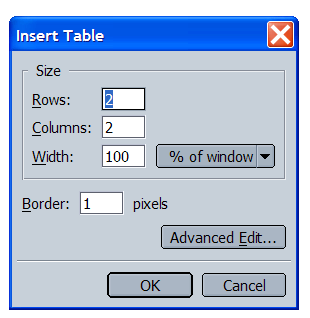 Insert Table
Size
Rows: 2
Columns: 2
Width: 100 % of window
Border: 1 pixels
Advanced Edit...
OK Cancel